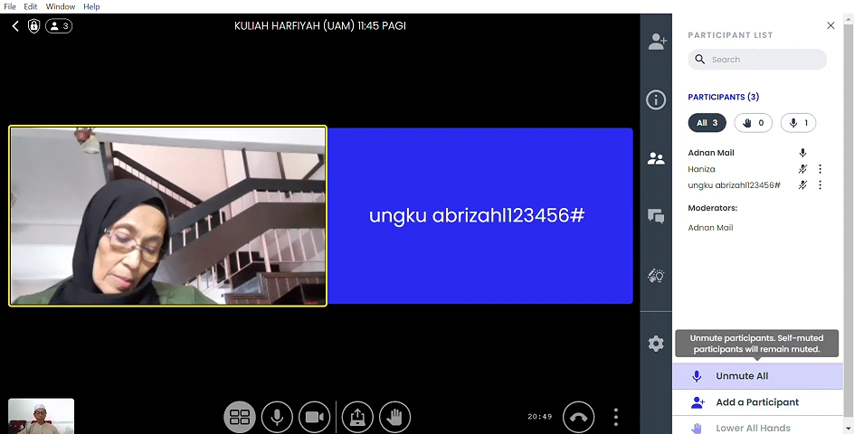 File Edit Window Help
3
KULIAH HARFIYAH (UAM) 11:45 PAGI
ungku abrizahl123456#
20:49
PARTICIPANT LIST
Search
PARTICIPANTS (3)
All 3 0 1
Adnan Mail
Haniza
ungku abrizahl123456#
Moderators:
Adnan Mail
Unmute participants. Self-muted
participants will remain muted.
Unmute All
Add a Participant
Lower All Hands